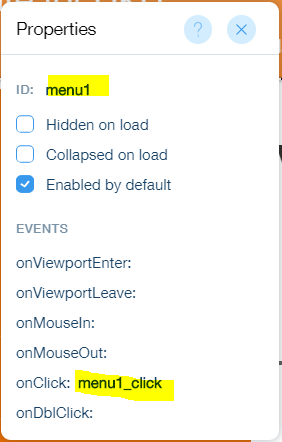 Properties
?
ID: menu1
Hidden on load
Collapsed on load
Enabled by default
EVENTS
onViewportEnter:
onViewportLeave:
onMouseIn:
onMouseOut:
onClick: menu1_click
onDblClick: